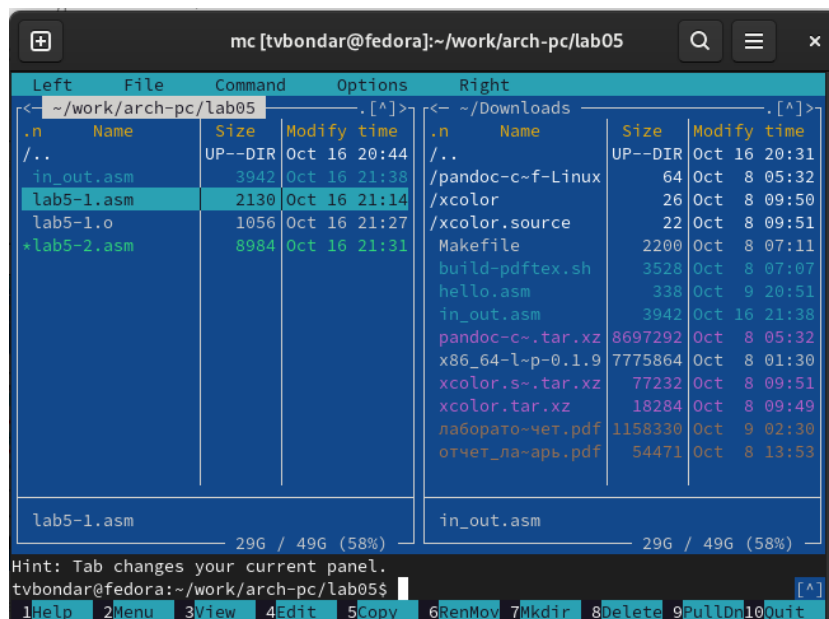 mc [tvbondar@fedora]:~/work/arch-pc/lab05
Left File Command Options Right
<- ~/work/arch-pc/lab05 .[^]>
.n Name Size Modify time
/.. UP--DIR Oct 16 20:44
in_out.asm 3942 Oct 16 21:38
lab5-1.asm 2130 Oct 16 21:14
lab5-1.o 1056 Oct 16 21:27
*lab5-2.asm 8984 Oct 16 21:31
lab5-1.asm
29G / 49G (58%)
<- ~/Downloads .[^]>
.n Name Size Modify time
/.. UP--DIR Oct 16 20:31
/pandoc-c~f-Linux 64 Oct 8 05:32
/xcolor 26 Oct 8 09:50
/xcolor.source 22 Oct 8 09:51
Makefile 2200 Oct 8 07:11
build-pdftex.sh 3528 Oct 8 07:07
hello.asm 338 Oct 9 20:51
in_out.asm 3942 Oct 16 21:38
pandoc-c~.tar.xz 8697292 Oct 8 05:32
x86_64-l~p-0.1.9 7775864 Oct 8 01:30
xcolor.s~.tar.xz 77232 Oct 8 09:51
xcolor.tar.xz 18284 Oct 8 09:49
лаборато~чет.pdf 1158330 Oct 9 02:30
отчет_ла~арь.pdf 54471 Oct 8 13:53
in_out.asm
29G / 49G (58%)
Hint: Tab changes your current panel.
tvbondar@fedora:~/work/arch-pc/lab05$ [^]
1Help 2Menu 3View 4Edit 5Copy 6RenMov 7Mkdir 8Delete 9PullDn 10Quit